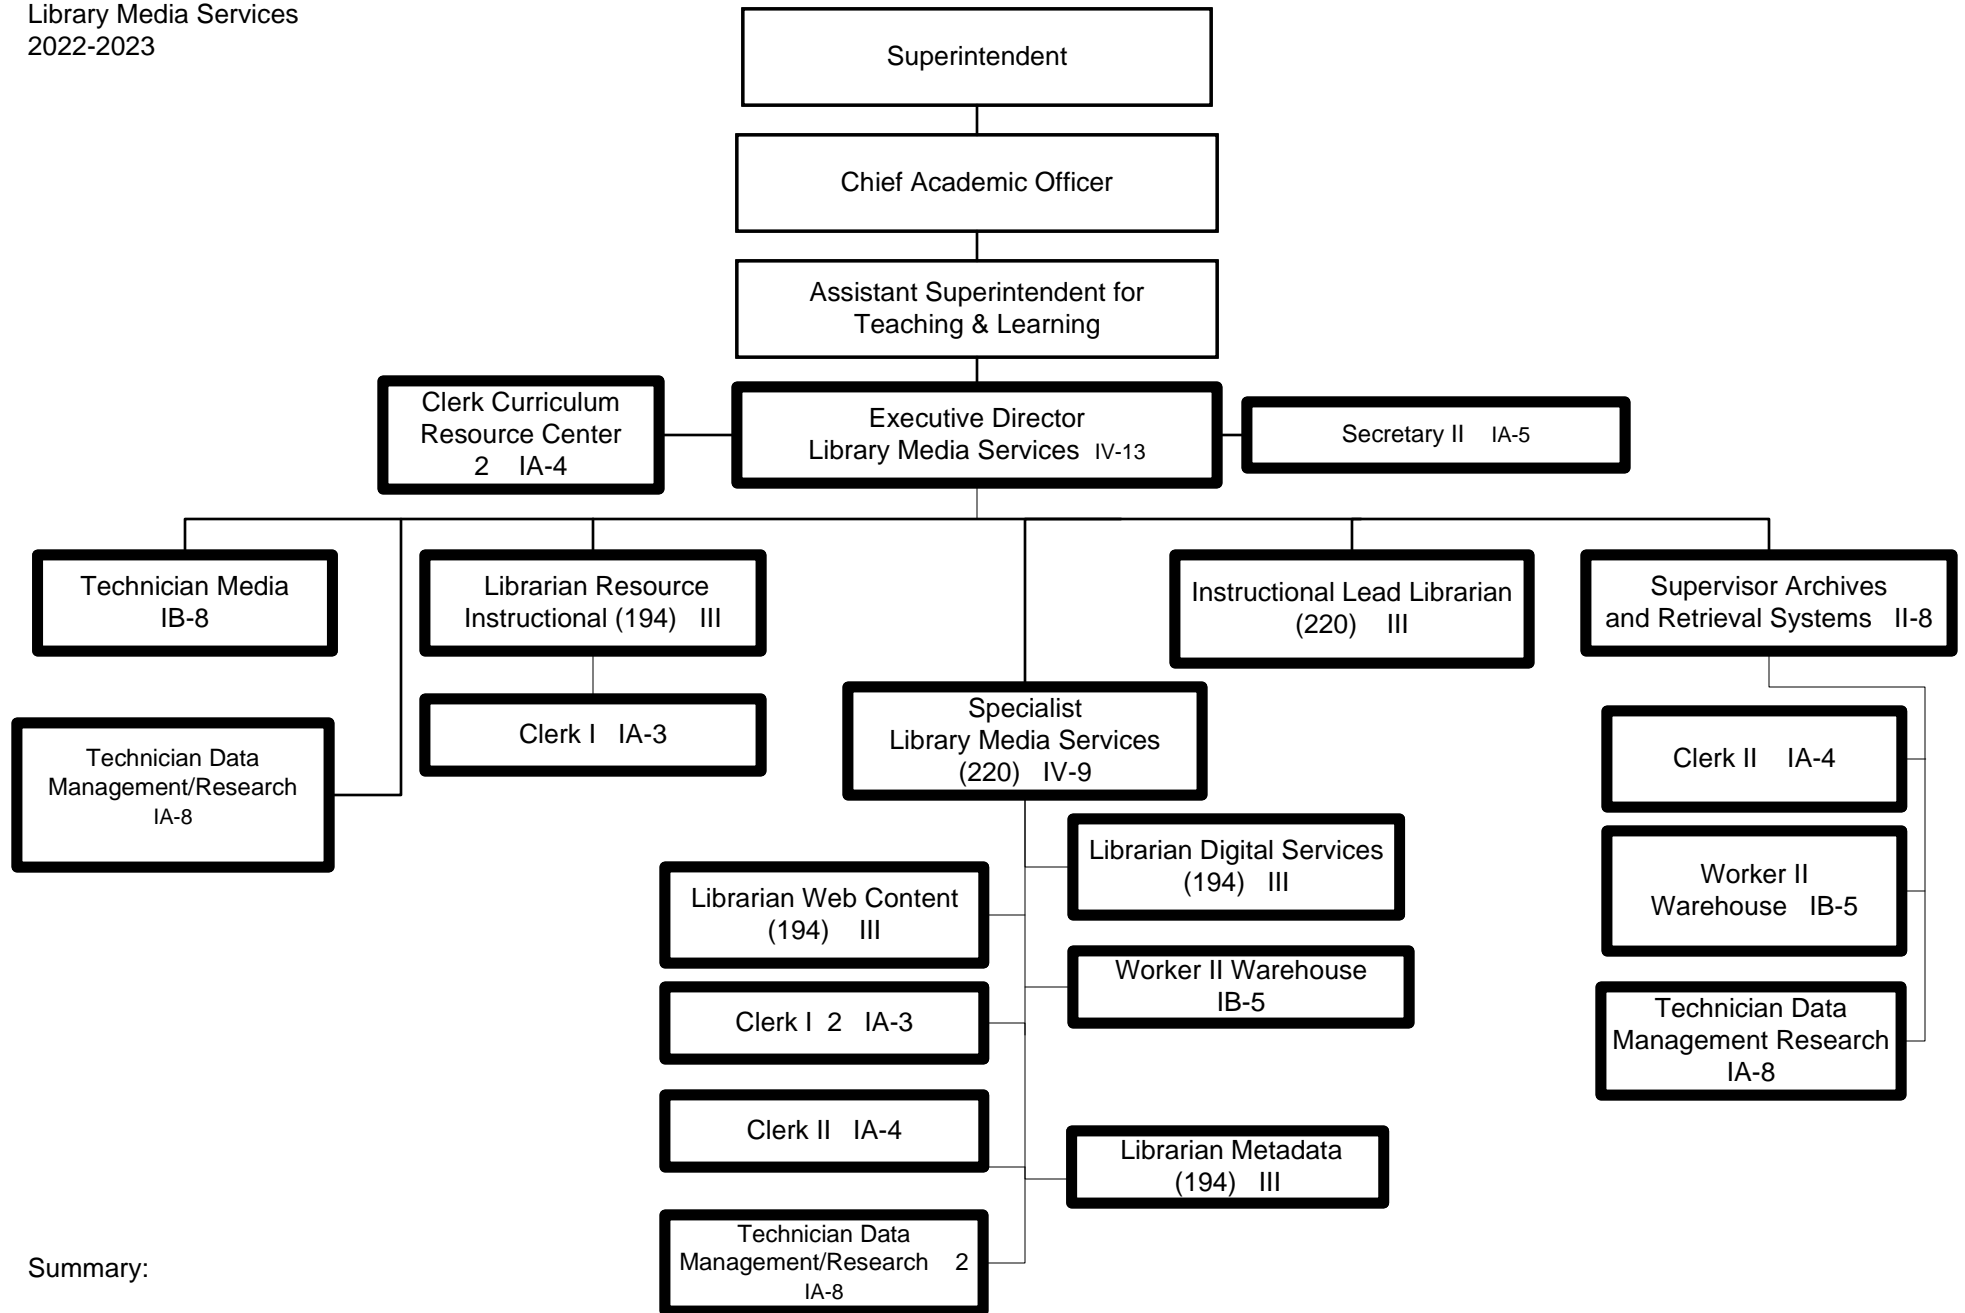 Library Media Services
2022-2023
Superintendent
Chief Academic Officer
Assistant Superintendent for
Teaching & Learning
Clerk Curriculum
Resource Center
2 IA-4
Executive Director
Library Media Services IV-13
Secretary II IA-5
Technician Media
IB-8
Librarian Resource
Instructional (194) III
Instructional Lead Librarian
(220) III
Supervisor Archives
and Retrieval Systems II-8
Technician Data
Management/Research
IA-8
Clerk I IA-3
Specialist
Library Media Services
(220) IV-9
Clerk II IA-4
Worker II
Warehouse IB-5
Technician Data
Management Research
IA-8
Librarian Digital Services
(194) III
Librarian Web Content
(194) III
Worker II Warehouse
IB-5
Clerk I 2 IA-3
Clerk II IA-4
Librarian Metadata
(194) III
Technician Data
Management/Research 2
IA-8
Summary: